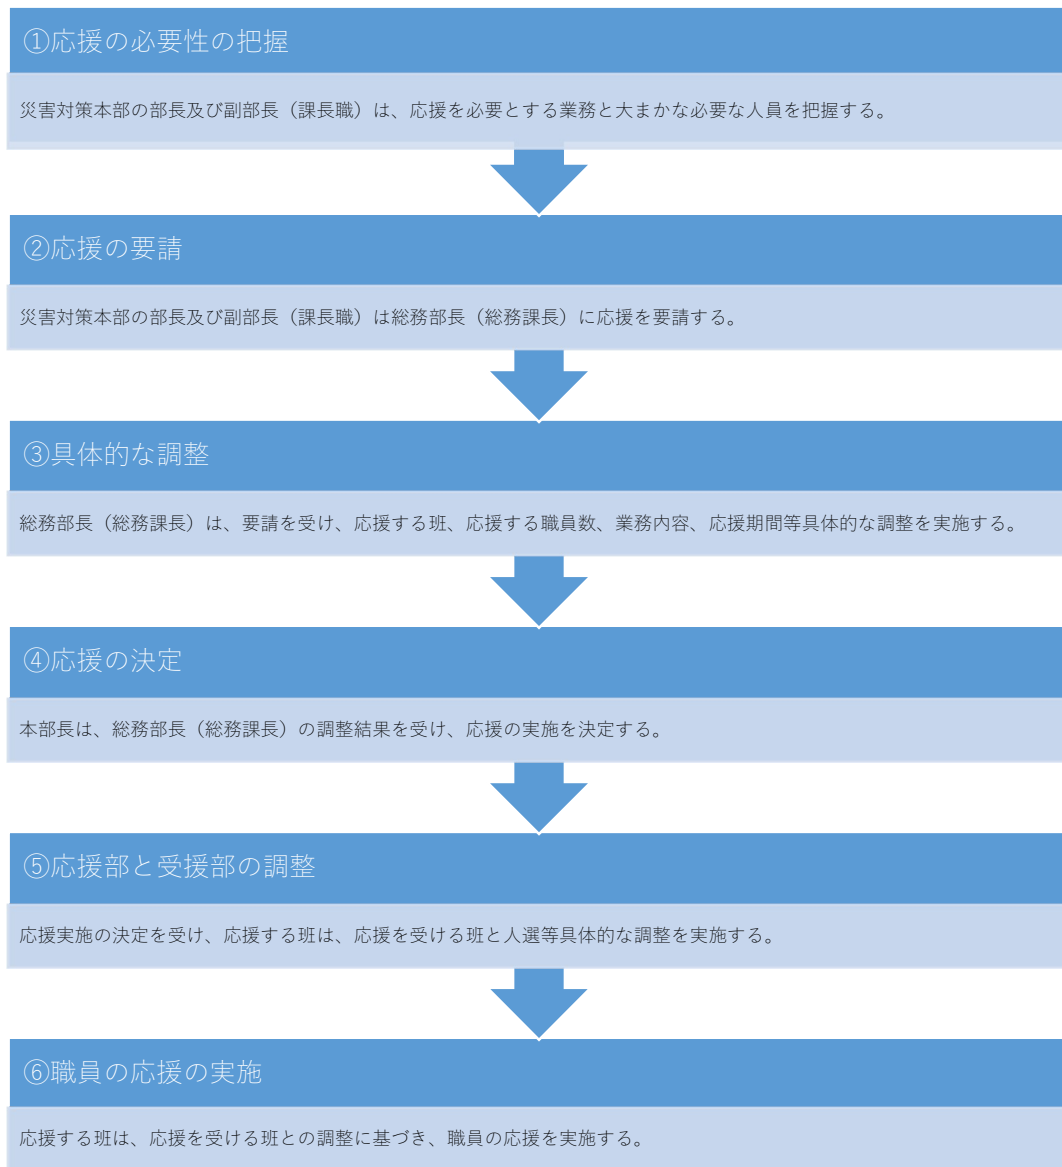 ①応援の必要性の把握
災害対策本部の部長及び副部長（課長職）は、応援を必要とする業務と大まかな必要な人員を把握する。
②応援の要請
災害対策本部の部長及び副部長（課長職）は総務部長（総務課長）に応援を要請する。
③具体的な調整
総務部長（総務課長）は、要請を受け、応援する班、応援する職員数、業務内容、応援期間等具体的な調整を実施する。
④応援の決定
本部長は、総務部長（総務課長）の調整結果を受け、応援の実施を決定する。
⑤応援部と受援部の調整
応援実施の決定を受け、応援する班は、応援を受ける班と人選等具体的な調整を実施する。
⑥職員の応援の実施
応援する班は、応援を受ける班との調整に基づき、職員の応援を実施する。